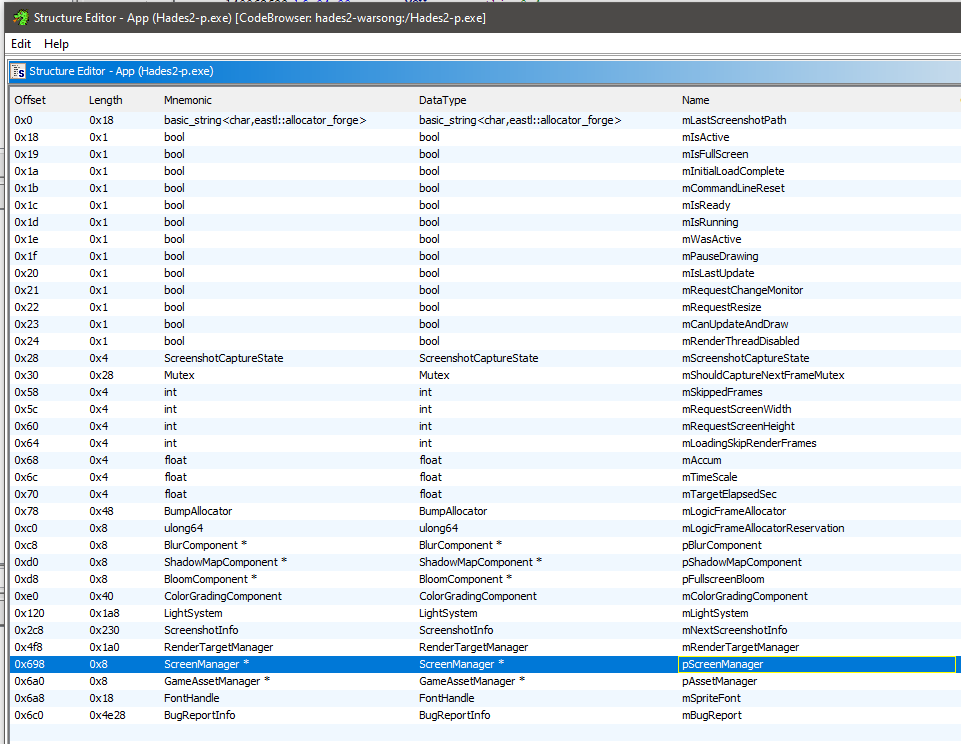 Structure Editor - App (Hades2-p.exe) [CodeBrowser: hades2-warsong:/Hades2-p.exe]
Edit Help
Structure Editor - App (Hades2-p.exe)
Offset Length Mnemonic DataType Name
0x0 0x18 basic_string<char,eastl::allocator_forge> basic_string<char,eastl::allocator_forge> mLastScreenshotPath
0x18 0x1 bool bool mIsActive
0x19 0x1 bool bool mIsFullScreen
0x1a 0x1 bool bool mInitialLoadComplete
0x1b 0x1 bool bool mCommandLineReset
0x1c 0x1 bool bool mIsReady
0x1d 0x1 bool bool mIsRunning
0x1e 0x1 bool bool mWasActive
0x1f 0x1 bool bool mPauseDrawing
0x20 0x1 bool bool mIsLastUpdate
0x21 0x1 bool bool mRequestChangeMonitor
0x22 0x1 bool bool mRequestResize
0x23 0x1 bool bool mCanUpdateAndDraw
0x24 0x1 bool bool mRenderThreadDisabled
0x28 0x4 ScreenshotCaptureState ScreenshotCaptureState mScreenshotCaptureState
0x30 0x28 Mutex Mutex mShouldCaptureNextFrameMutex
0x58 0x4 int int mSkippedFrames
0x5c 0x4 int int mRequestScreenWidth
0x60 0x4 int int mRequestScreenHeight
0x64 0x4 int int mLoadingSkipRenderFrames
0x68 0x4 float float mAccum
0x6c 0x4 float float mTimeScale
0x70 0x4 float float mTargetElapsedSec
0x78 0x48 BumpAllocator BumpAllocator mLogicFrameAllocator
0xc0 0x8 ulong64 ulong64 mLogicFrameAllocatorReservation
0xc8 0x8 BlurComponent * BlurComponent * pBlurComponent
0xd0 0x8 ShadowMapComponent * ShadowMapComponent * pShadowMapComponent
0xd8 0x8 BloomComponent * BloomComponent * pFullscreenBloom
0xe0 0x40 ColorGradingComponent ColorGradingComponent mColorGradingComponent
0x120 0x1a8 LightSystem LightSystem mLightSystem
0x2c8 0x230 ScreenshotInfo ScreenshotInfo mNextScreenshotInfo
0x4f8 0x1a0 RenderTargetManager RenderTargetManager mRenderTargetManager
0x698 0x8 ScreenManager * ScreenManager * pScreenManager
0x6a0 0x8 GameAssetManager * GameAssetManager * pAssetManager
0x6a8 0x18 FontHandle FontHandle mSpriteFont
0x6c0 0x4e28 BugReportInfo BugReportInfo mBugReport